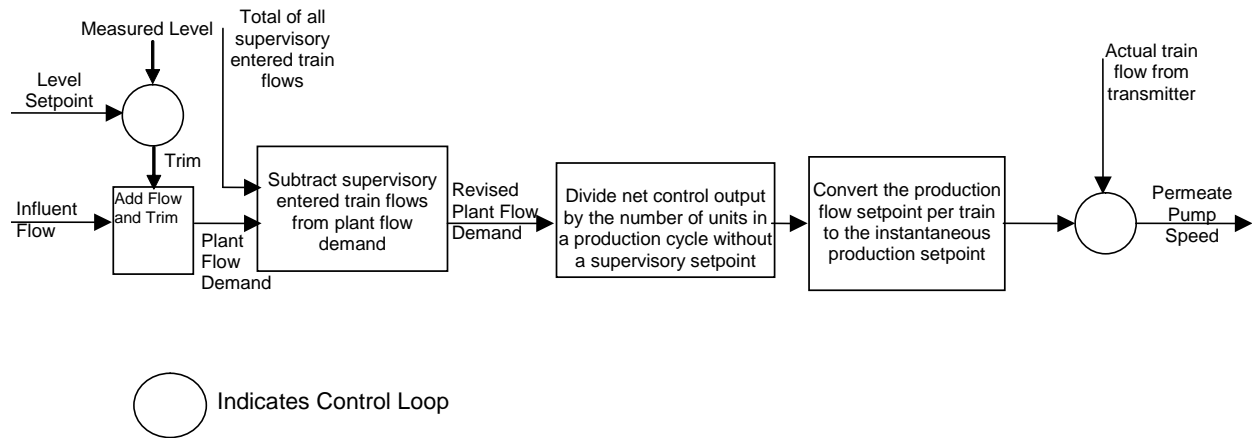 Measured Level
Total of all
supervisory
entered train
flows
Level
Setpoint
Trim
Influent
Flow
Add Flow
and Trim
Plant
Flow
Demand
Subtract supervisory
entered train flows
from plant flow
demand
Revised
Plant Flow
Demand
Divide net control output
by the number of units in
a production cycle without
a supervisory setpoint
Convert the production
flow setpoint per train
to the instantaneous
production setpoint
Actual train
flow from
transmitter
Permeate
Pump
Speed
Indicates Control Loop